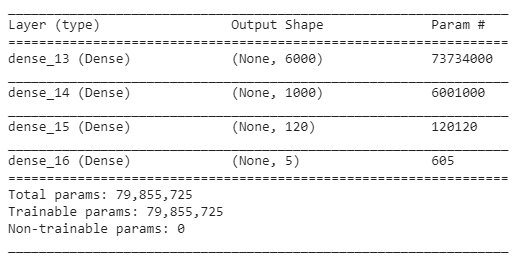 Layer (type) Output Shape Param #
dense_13 (Dense) (None, 6000) 73734000
dense_14 (Dense) (None, 1000) 6001000
dense_15 (Dense) (None, 120) 120120
dense_16 (Dense) (None, 5) 605
Total params: 79,855,725
Trainable params: 79,855,725
Non-trainable params: 0